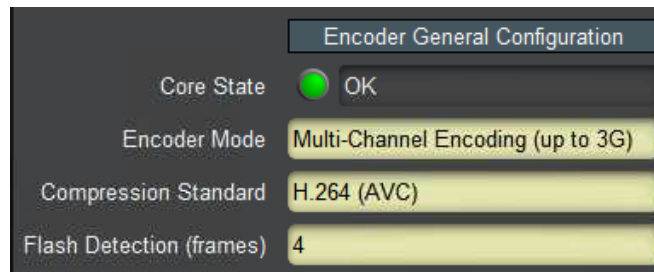 Encoder General Configuration
Core State OK
Encoder Mode Multi-Channel Encoding (up to 3G)
Compression Standard H.264 (AVC)
Flash Detection (frames) 4